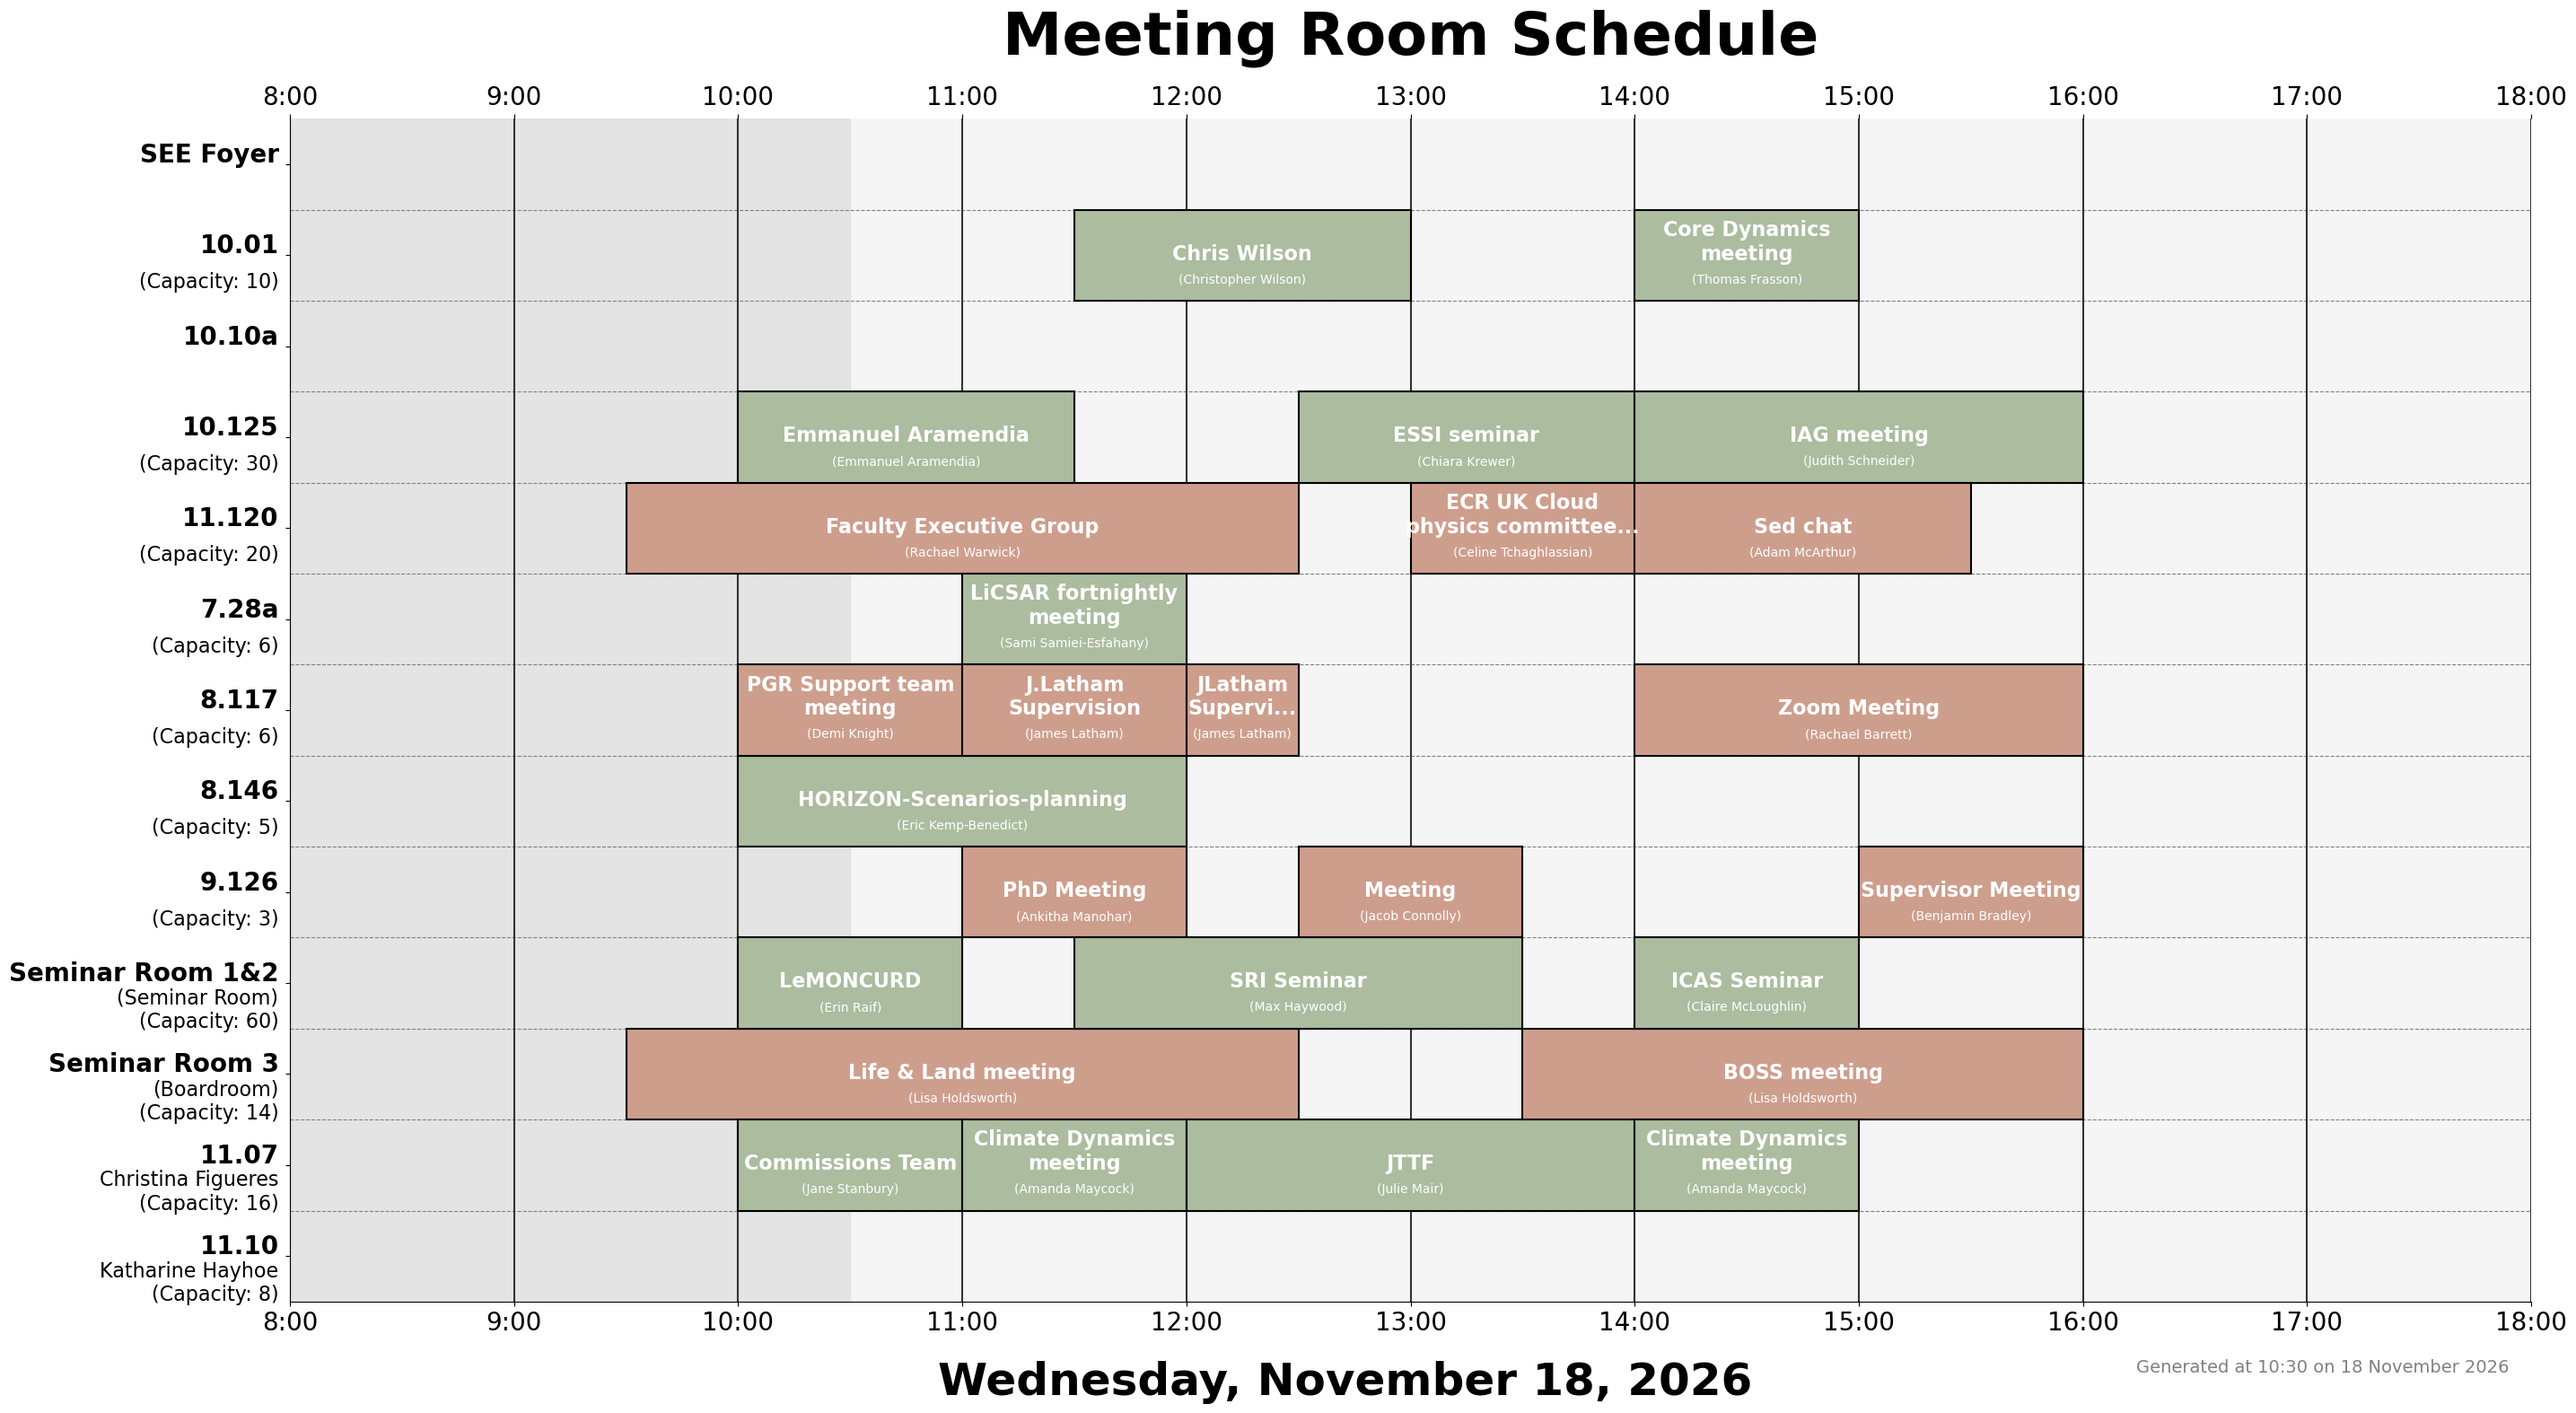 Meeting Room Schedule
8:00 9:00 10:00 11:00 12:00 13:00 14:00 15:00 16:00 17:00 18:00
SEE Foyer
10.01
(Capacity: 10)
Chris Wilson
(Christopher Wilson)
Core Dynamics
meeting
(Thomas Frasson)
10.10a
10.125
(Capacity: 30)
Emmanuel Aramendia
(Emmanuel Aramendia)
ESSI seminar
(Chiara Krewer)
IAG meeting
(Judith Schneider)
11.120
(Capacity: 20)
Faculty Executive Group
(Rachael Warwick)
ECR UK Cloud
physics committee...
(Celine Tchaghlassian)
Sed chat
(Adam McArthur)
7.28a
(Capacity: 6)
LiCSAR fortnightly
meeting
(Sami Samiei-Esfahany)
8.117
(Capacity: 6)
PGR Support team
meeting
(Demi Knight)
J.Latham
Supervision
(James Latham)
JLatham
Supervi...
(James Latham)
Zoom Meeting
(Rachael Barrett)
8.146
(Capacity: 5)
HORIZON-Scenarios-planning
(Eric Kemp-Benedict)
9.126
(Capacity: 3)
PhD Meeting
(Ankitha Manohar)
Meeting
(Jacob Connolly)
Supervisor Meeting
(Benjamin Bradley)
Seminar Room 1&2
(Seminar Room)
(Capacity: 60)
LeMONCURD
(Erin Raif)
SRI Seminar
(Max Haywood)
ICAS Seminar
(Claire McLoughlin)
Seminar Room 3
(Boardroom)
(Capacity: 14)
Life & Land meeting
(Lisa Holdsworth)
BOSS meeting
(Lisa Holdsworth)
11.07
Christina Figueres
(Capacity: 16)
Commissions Team
(Jane Stanbury)
Climate Dynamics
meeting
(Amanda Maycock)
JTTF
(Julie Mair)
Climate Dynamics
meeting
(Amanda Maycock)
11.10
Katharine Hayhoe
(Capacity: 8)
8:00 9:00 10:00 11:00 12:00 13:00 14:00 15:00 16:00 17:00 18:00
Wednesday, November 18, 2026
Generated at 10:30 on 18 November 2026